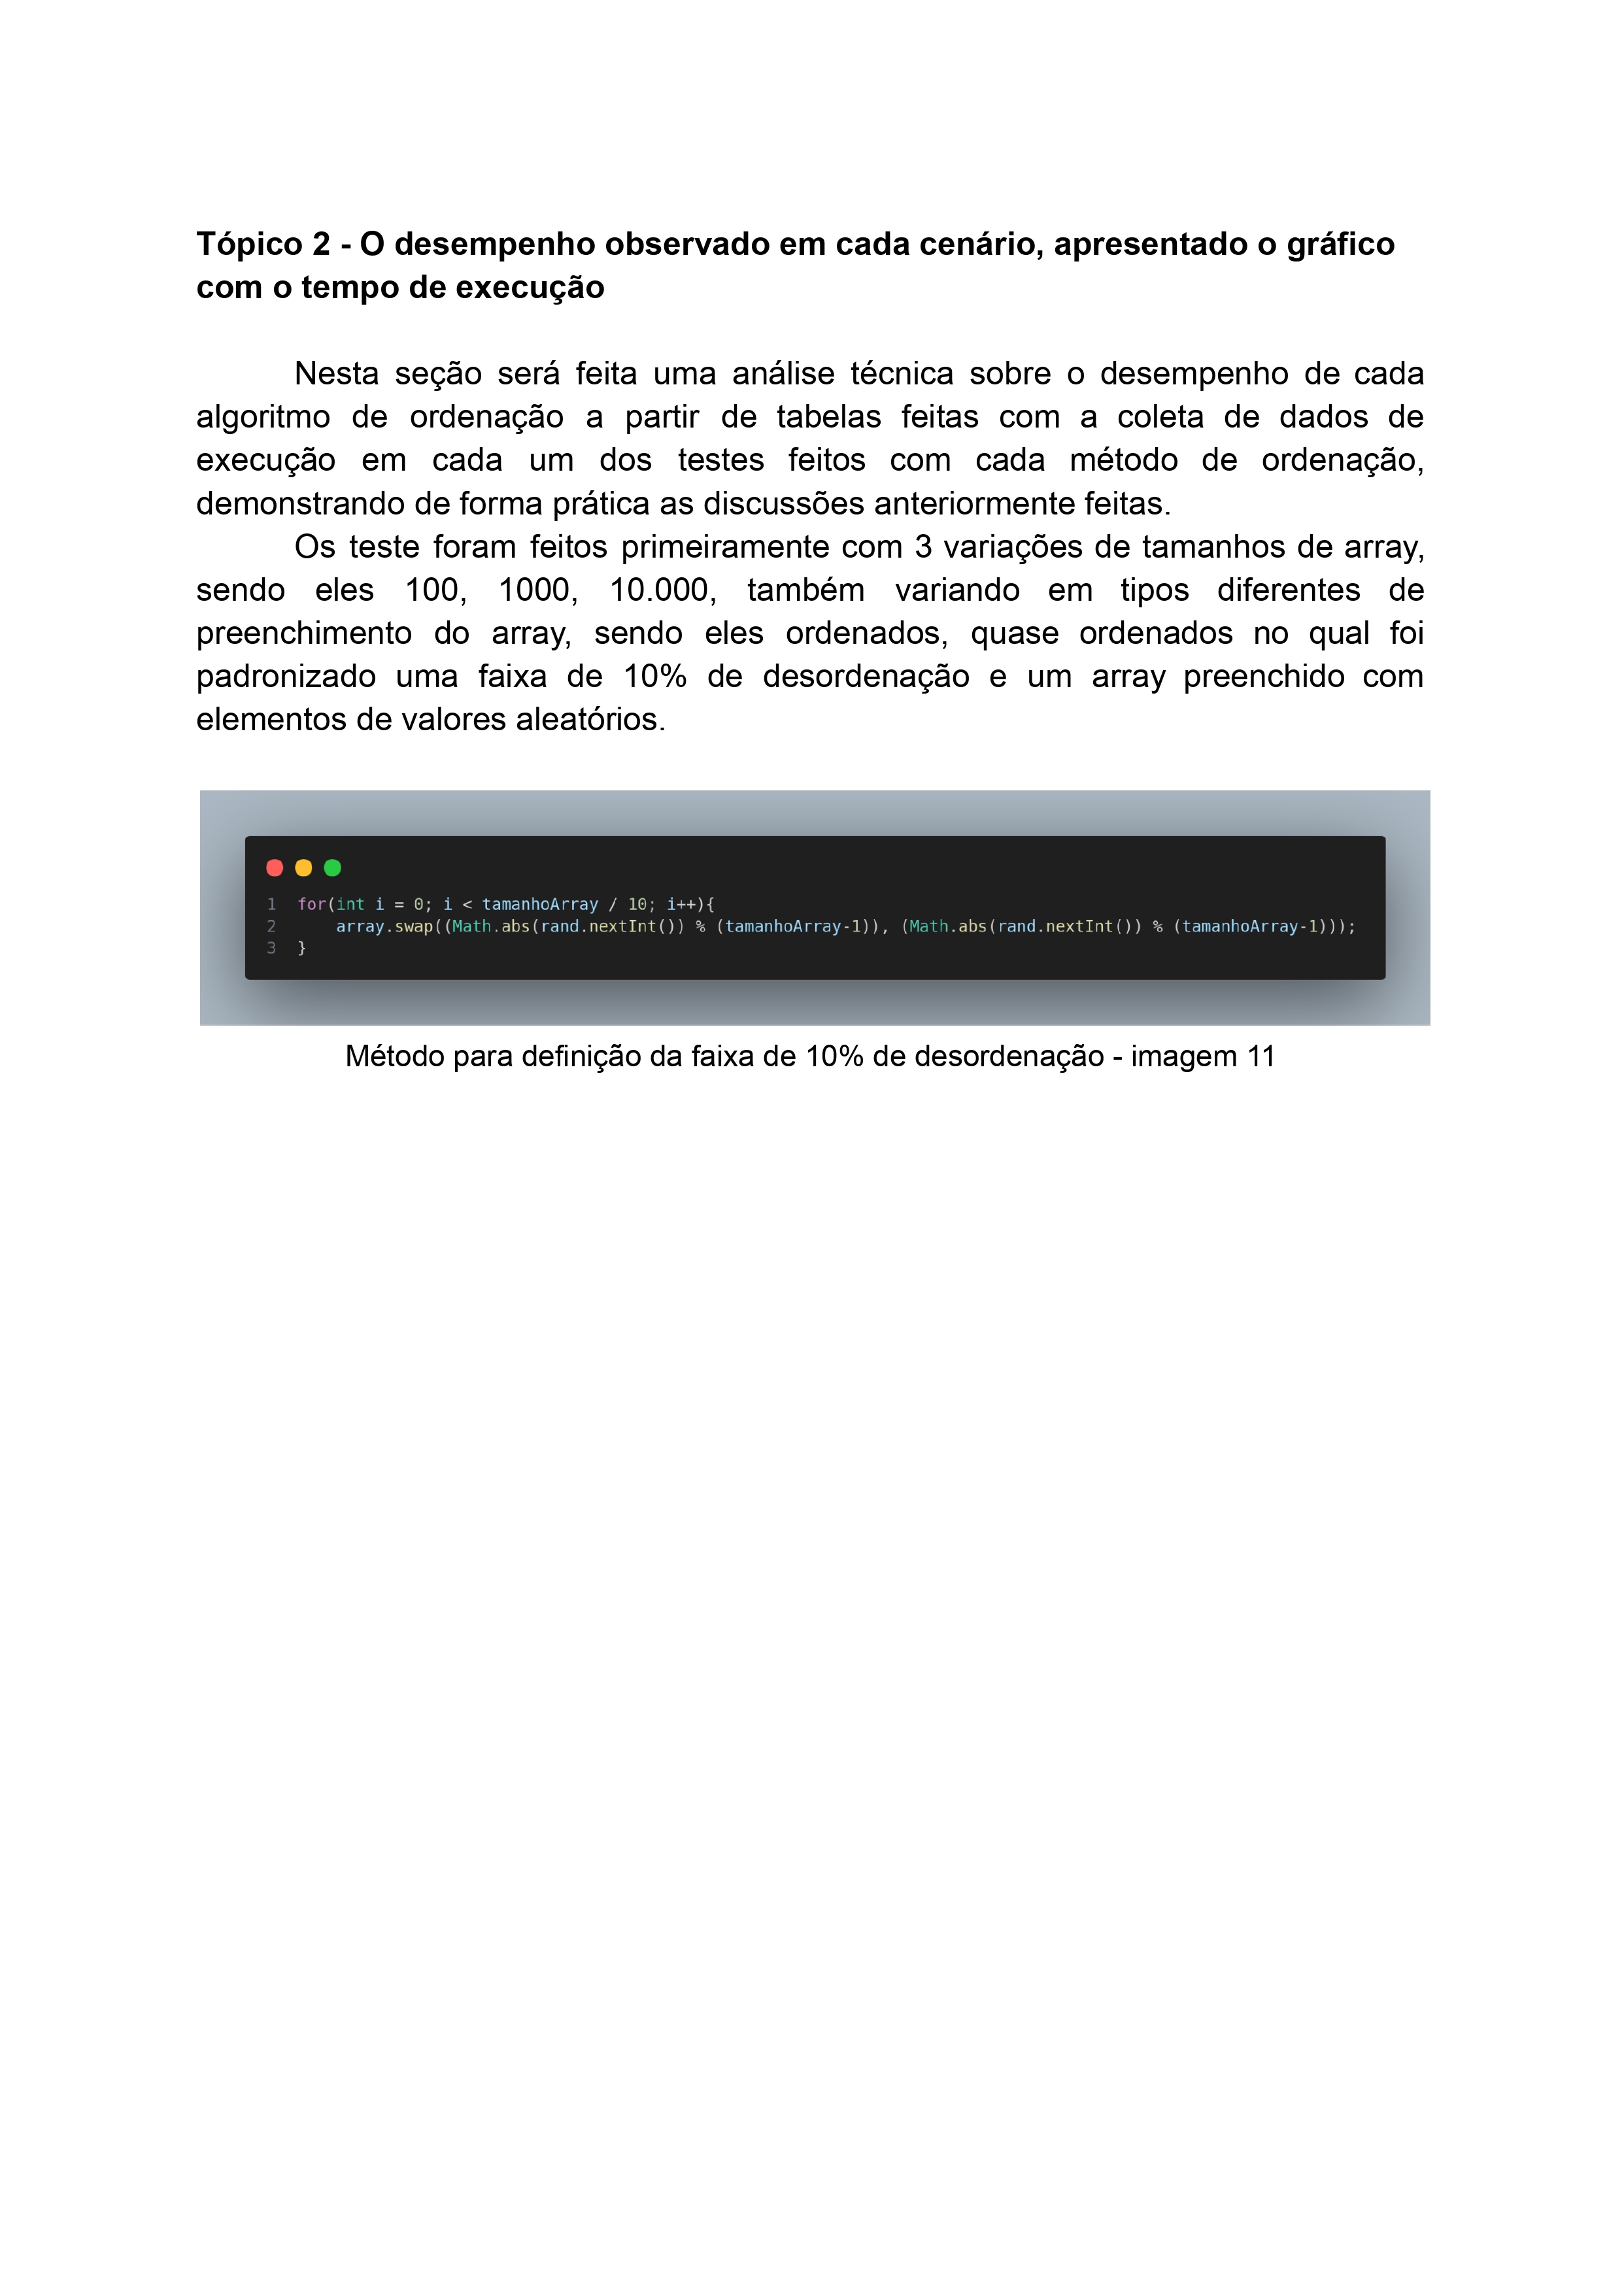 Tópico 2 - O desempenho observado em cada cenário, apresentado o gráfico
com o tempo de execução
Nesta seção será feita uma análise técnica sobre o desempenho de cada
algoritmo de ordenação a partir de tabelas feitas com a coleta de dados de
execução em cada um dos testes feitos com cada método de ordenação,
demonstrando de forma prática as discussões anteriormente feitas.
Os teste foram feitos primeiramente com 3 variações de tamanhos de array,
sendo eles 100, 1000, 10.000, também variando em tipos diferentes de
preenchimento do array, sendo eles ordenados, quase ordenados no qual foi
padronizado uma faixa de 10% de desordenação e um array preenchido com
elementos de valores aleatórios.
1 for(int i = 0; i < tamanhoArray / 10; i++){
2     array.swap((Math.abs(rand.nextInt()) % (tamanhoArray-1)), (Math.abs(rand.nextInt()) % (tamanhoArray-1)));
3 }
Método para definição da faixa de 10% de desordenação - imagem 11